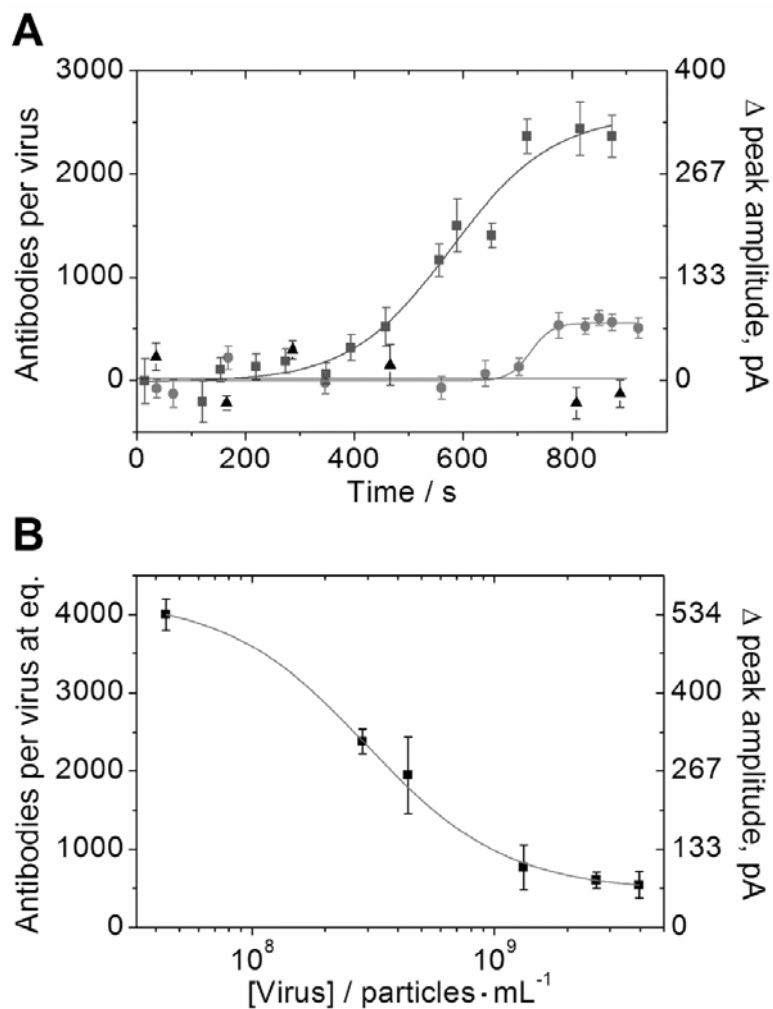 A
Antibodies per virus
3000
2000
1000
0
400
267
133
0
Δ peak amplitude, pA
0 200 400 600 800
Time / s
B
Antibodies per virus at eq.
4000
3000
2000
1000
0
534
400
267
133
0
Δ peak amplitude, pA
10⁸ 10⁹
[Virus] / particles·mL⁻¹